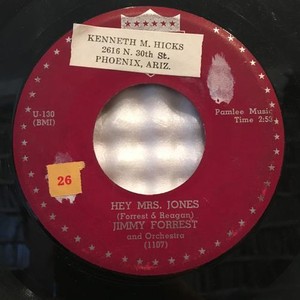 KENNETH M. HICKS
2616 N. 30th St.
PHOENIX, ARIZ.
U-130
(BMI)
Pamlee Music
Time 2:53
26
HEY MRS. JONES
(Forrest & Reagan)
JIMMY FORREST
and Orchestra
(1107)